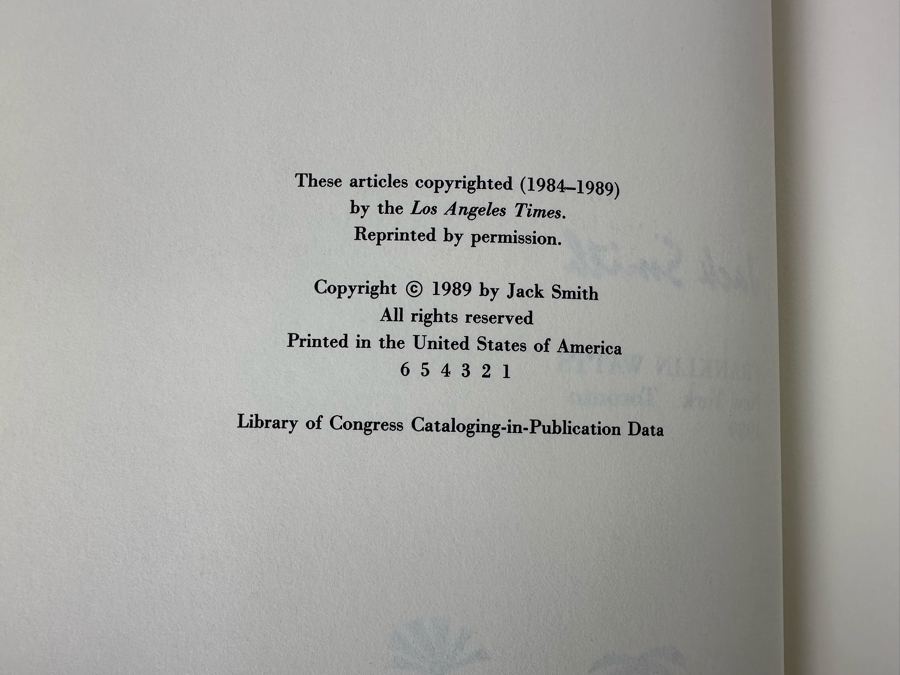 These articles copyrighted (1984–1989)
by the Los Angeles Times.
Reprinted by permission.
Copyright © 1989 by Jack Smith
All rights reserved
Printed in the United States of America
6 5 4 3 2 1
Library of Congress Cataloging-in-Publication Data